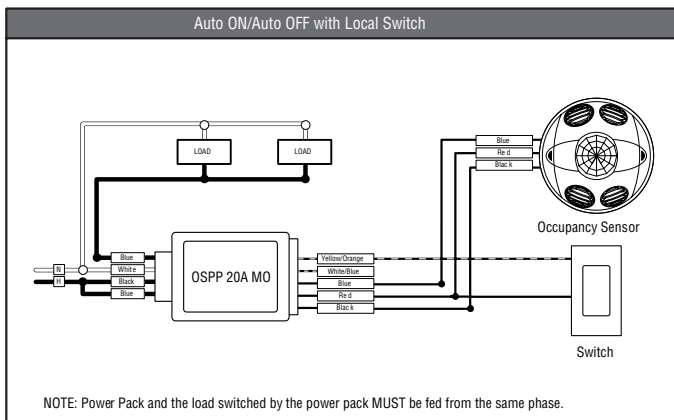 Auto ON/Auto OFF with Local Switch
LOAD
LOAD
Blue
Red
Black
Occupancy Sensor
N
H
Blue
White
Black
Blue
OSPP 20A MO
Yellow/Orange
White/Blue
Blue
Red
Black
Switch
NOTE: Power Pack and the load switched by the power pack MUST be fed from the same phase.